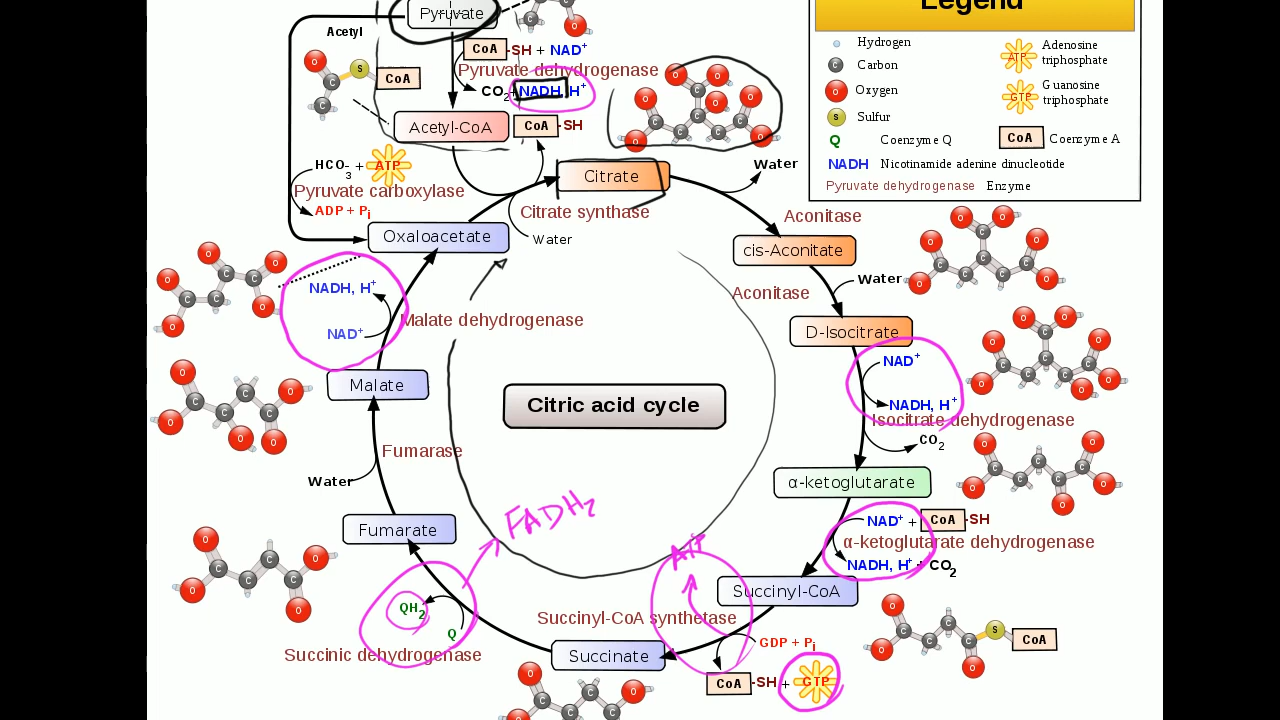 Legend
Pyruvate
Acetyl
CoA-SH + NAD+
Pyruvate dehydrogenase
CO2+ NADH, H+
S CoA
Acetyl-CoA
CoA-SH
HCO3- + ATP
Pyruvate carboxylase
ADP + Pi
Hydrogen
C Carbon
O Oxygen
S Sulfur
Q Coenzyme Q
NADH Nicotinamide adenine dinucleotide
Pyruvate dehydrogenase Enzyme
ATP Adenosine
triphosphate
GTP Guanosine
triphosphate
CoA Coenzyme A
Citrate
Water
Citrate synthase
Water
Aconitase
Oxaloacetate
cis-Aconitate
Water
Aconitase
NADH, H+
NAD+
Malate dehydrogenase
D-Isocitrate
NAD+
NADH, H+
Isocitrate dehydrogenase
CO2
Malate
Citric acid cycle
Fumarase
Water
α-ketoglutarate
NAD+ + CoA-SH
α-ketoglutarate dehydrogenase
NADH, H+ + CO2
FADH2
Fumarate
ATP
Succinyl-CoA
QH2
Q
Succinyl-CoA synthetase
GDP + Pi
S CoA
Succinic dehydrogenase
Succinate
CoA-SH + GTP